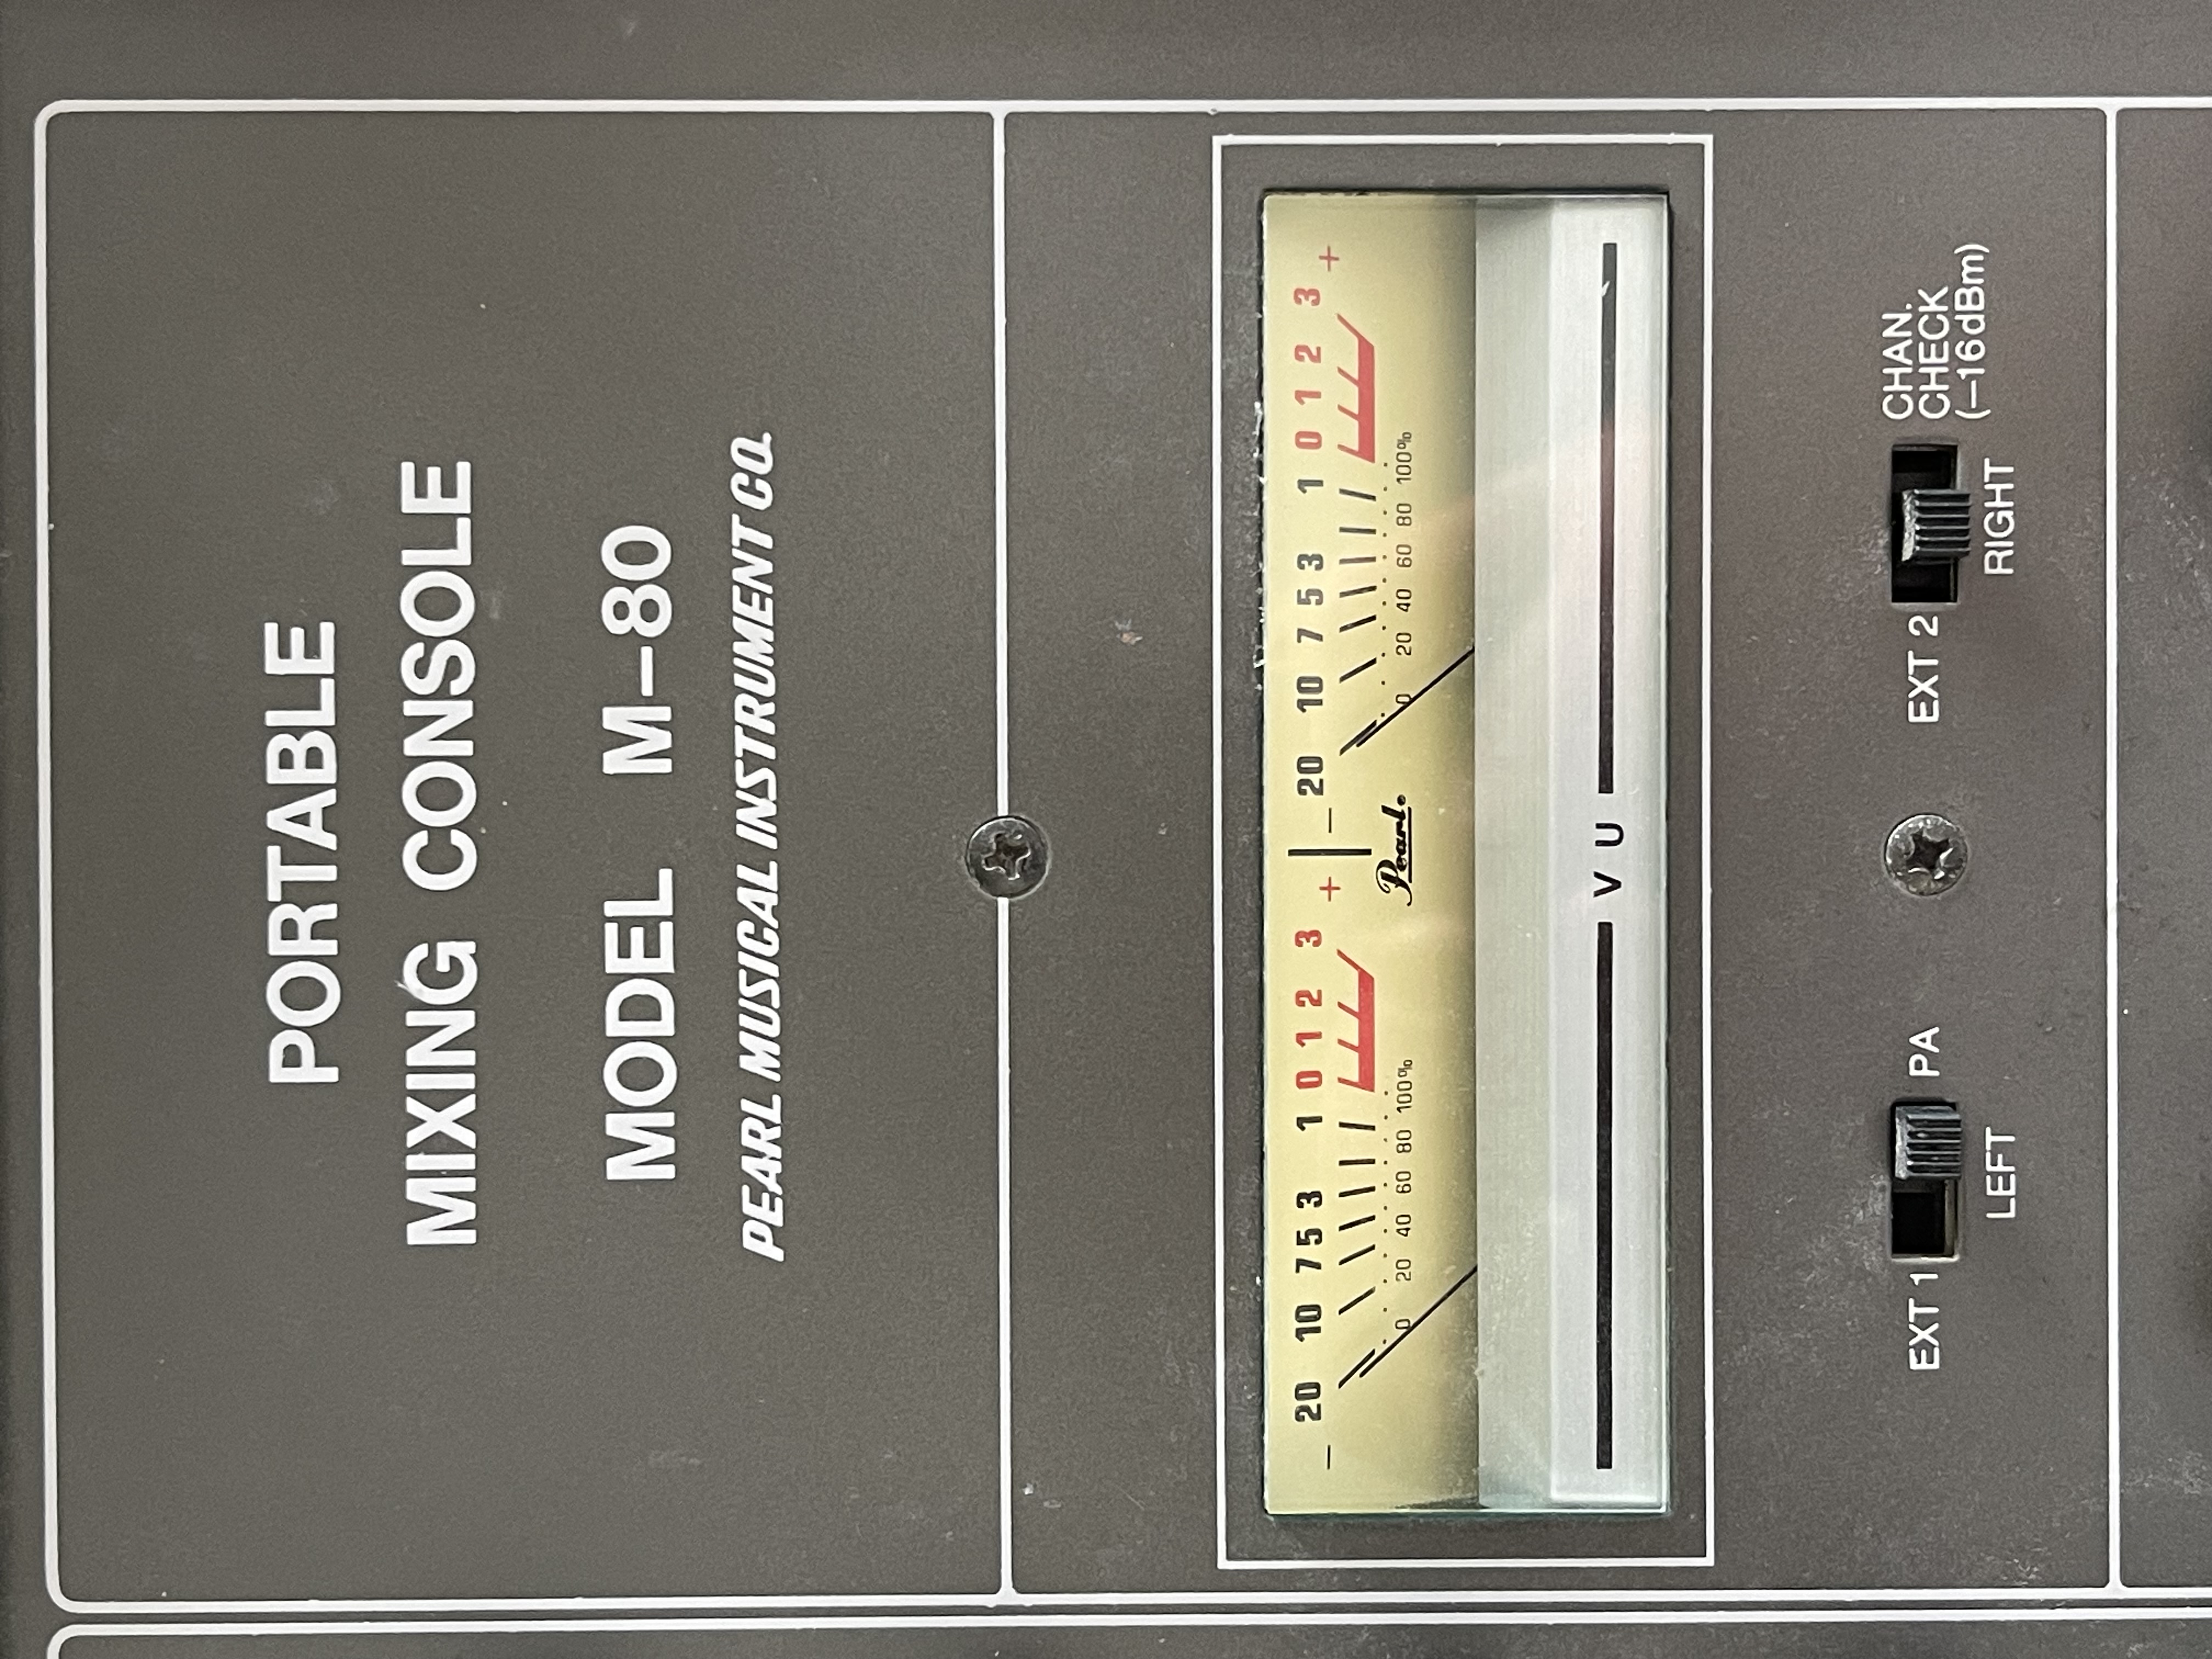 PORTABLE
MIXING CONSOLE
MODEL M-80
PEARL MUSICAL INSTRUMENT CO.
− 20 10 7 5 3 1 0 1 2 3 +
0 20 40 60 80 100%
− 20 10 7 5 3 1 0 1 2 3 +
0 20 40 60 80 100%
Pearl.
VU
EXT 1 PA
LEFT
EXT 2
CHAN.
CHECK
(−16dBm)
RIGHT